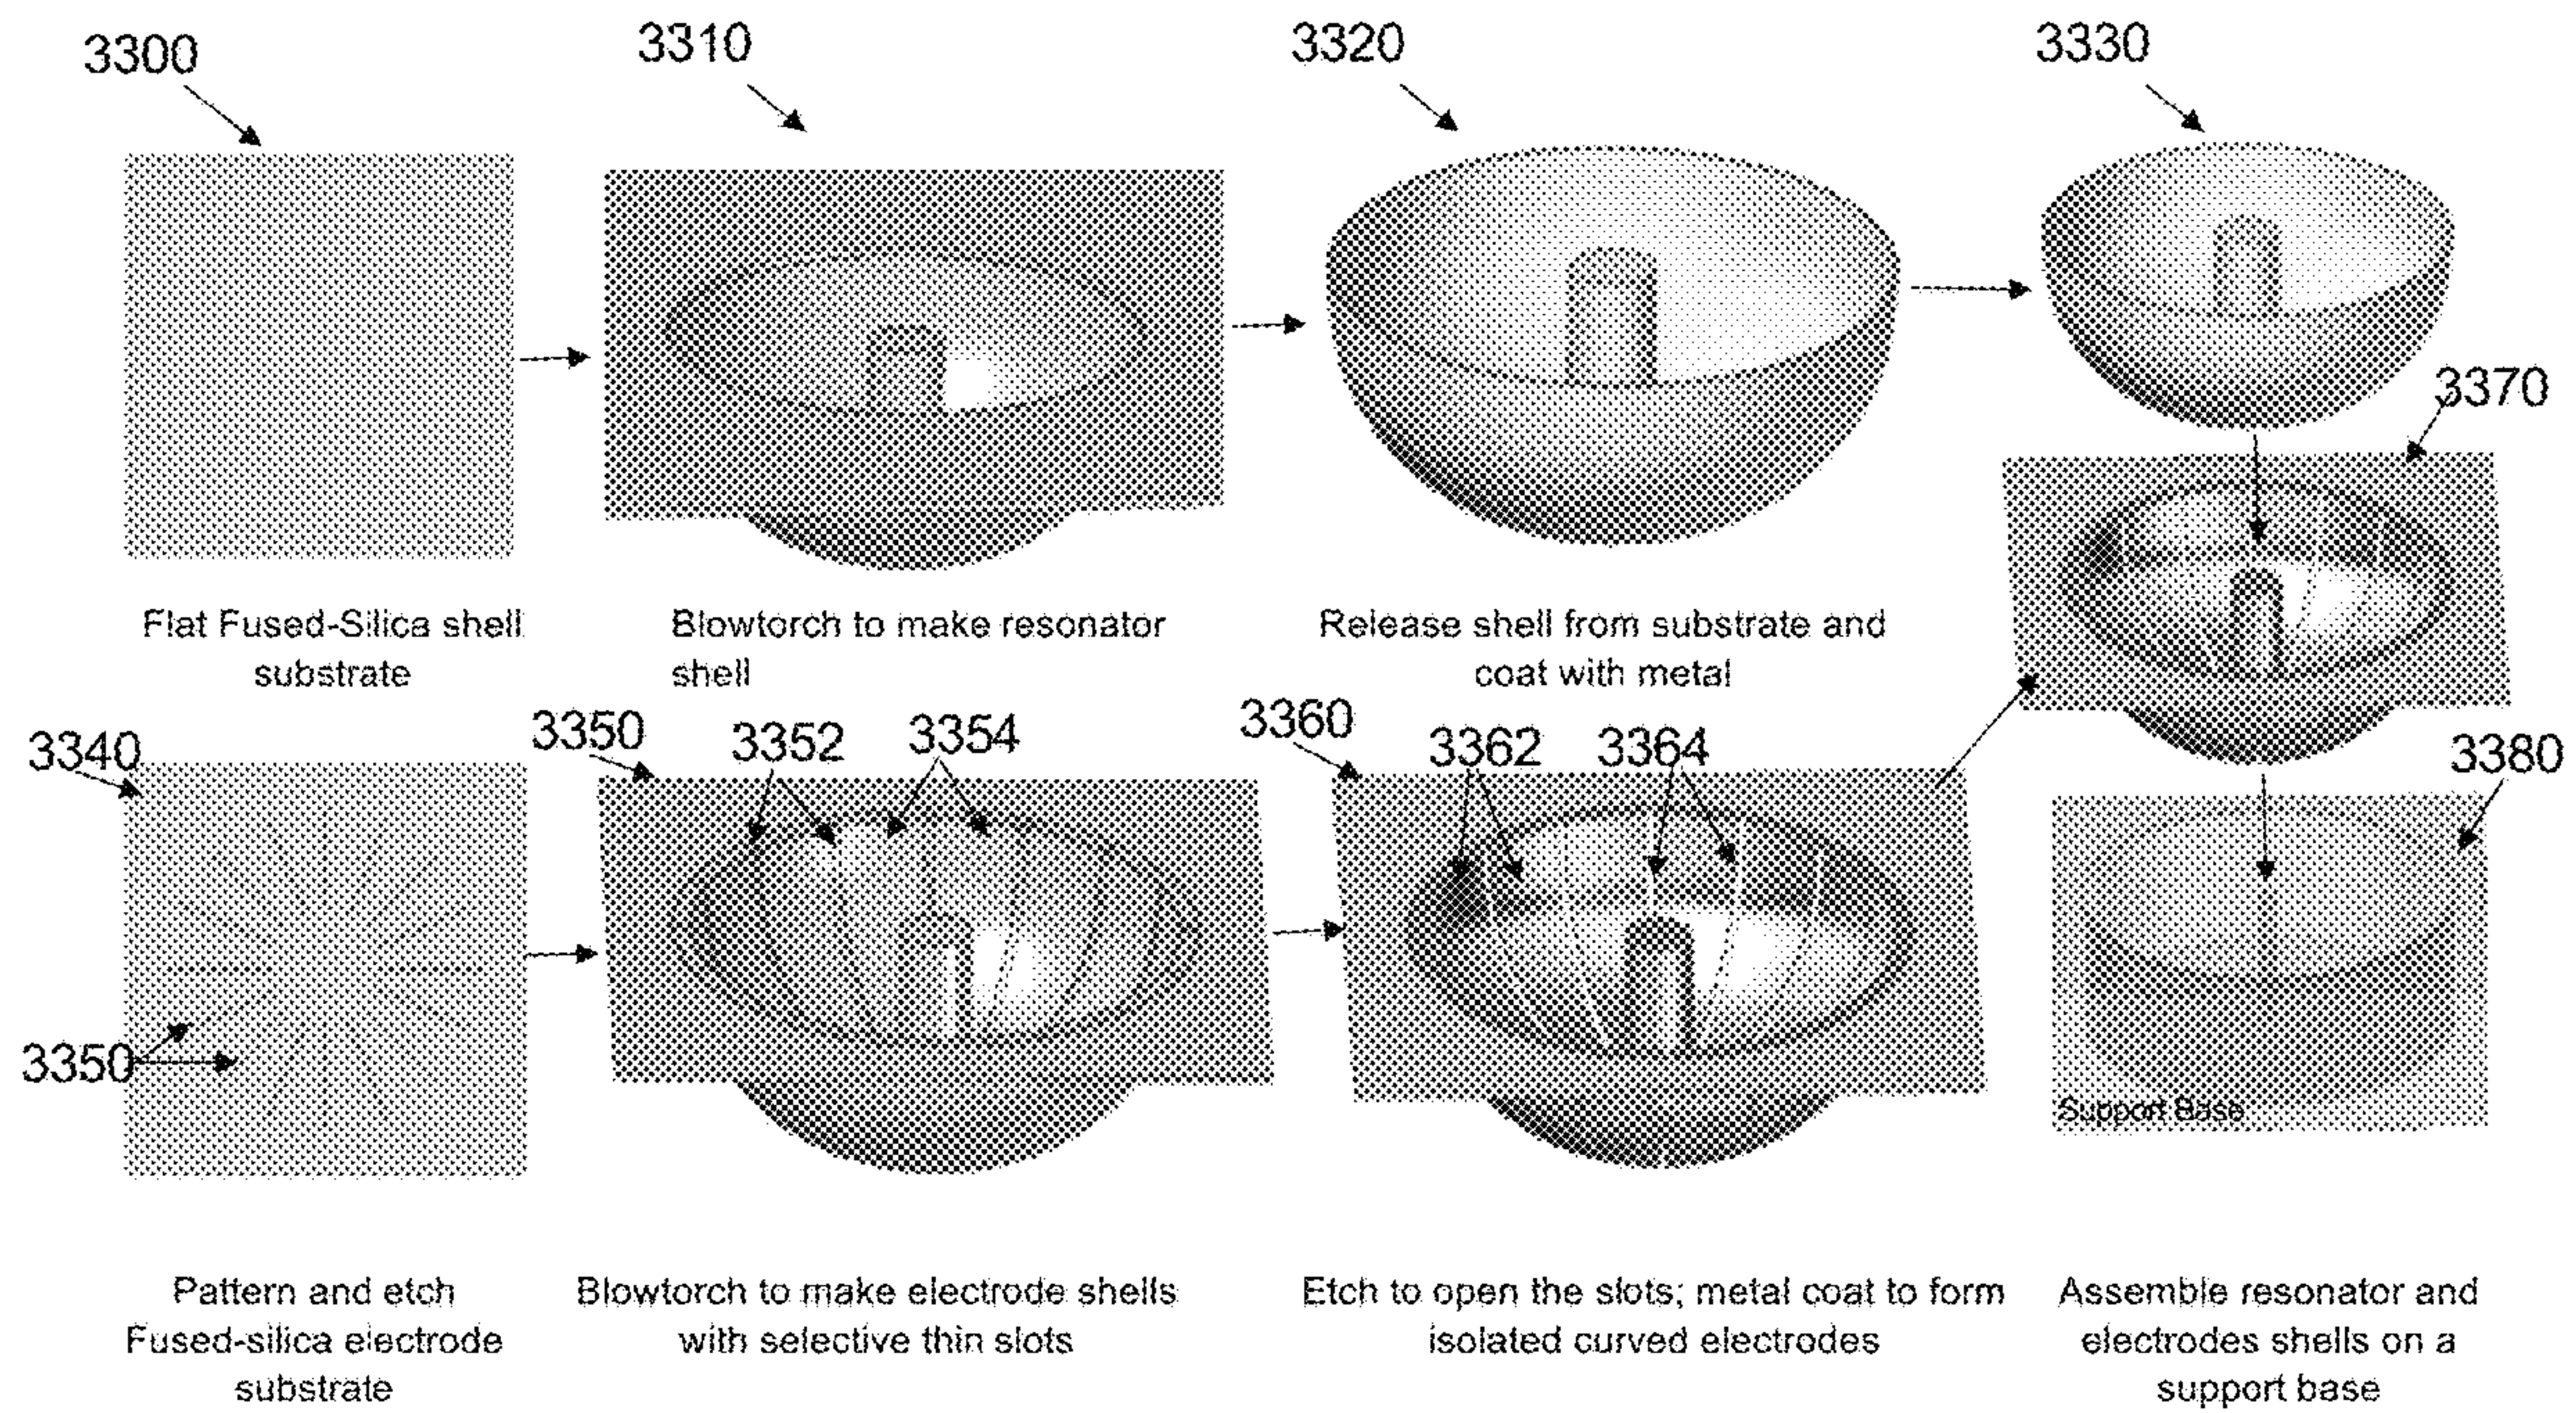 3300
3310
3320
3330
3370
Flat Fused-Silica shell
substrate
Blowtorch to make resonator
shell
Release shell from substrate and
coat with metal
3340
3350
3352
3354
3360
3362
3364
3380
3350
Support Base
Pattern and etch
Fused-silica electrode
substrate
Blowtorch to make electrode shells
with selective thin slots
Etch to open the slots; metal coat to form
isolated curved electrodes
Assemble resonator and
electrodes shells on a
support base